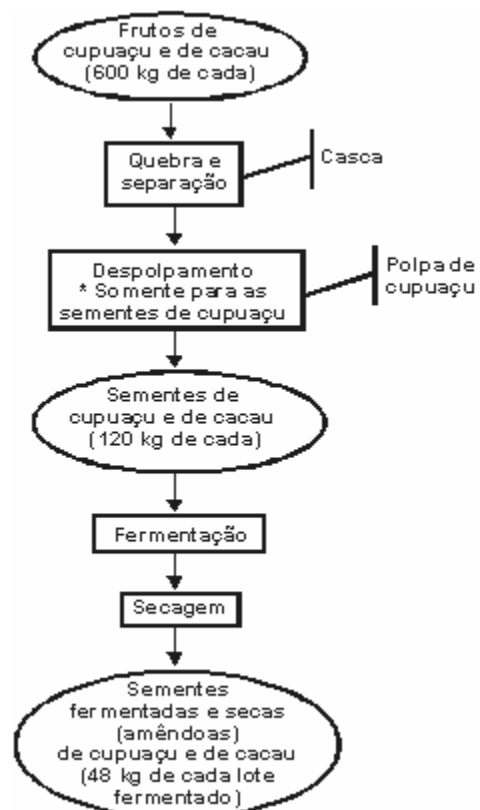 Frutos de
cupuaçu e de cacau
(600 kg de cada)
Quebra e
separação
Casca
Despolpamento
* Somente para as
sementes de cupuaçu
Polpa de
cupuaçu
Sementes de
cupuaçu e de cacau
(120 kg de cada)
Fermentação
Secagem
Sementes
fermentadas e secas
(amêndoas)
de cupuaçu e de cacau
(48 kg de cada lote
fermentado)